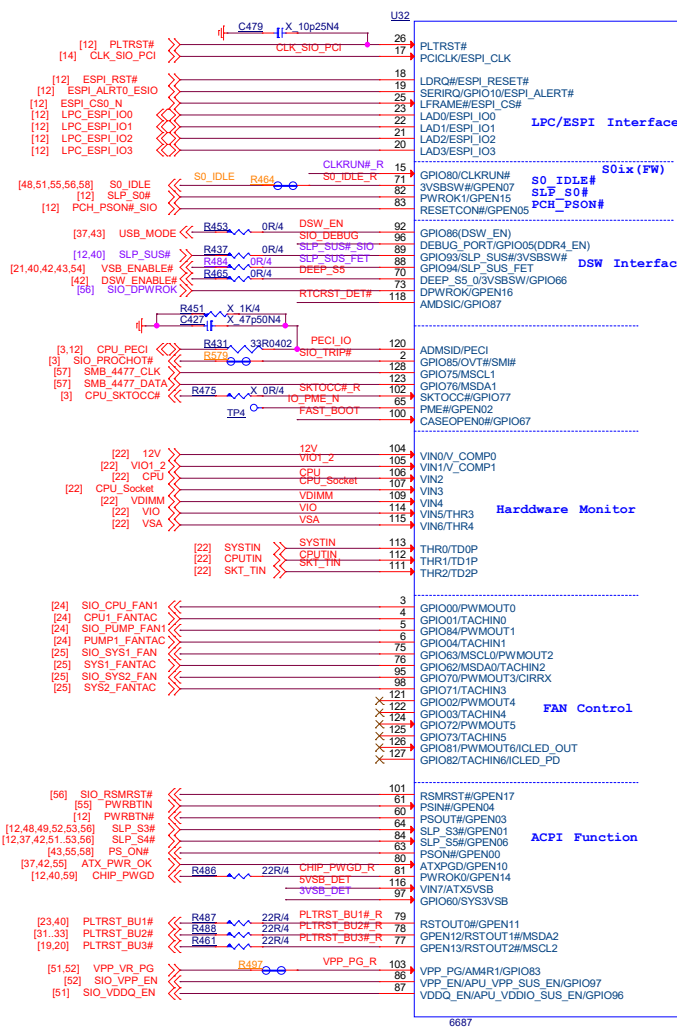 U32
C479 X_10p25N4
[12] PLTRST# 26 PLTRST#
[14] CLK_SIO_PCI CLK_SIO_PCI 17 PCICLK/ESPI_CLK
[12] ESPI_RST# 18 LDRQ#/ESPI_RESET#
[12] ESPI_ALERT0_ESIO 19 SERIRQ/GPIO10/ESPI_ALERT#
[12] ESPI_CS0_N 25 LFRAME#/ESPI_CS#
[12] LPC_ESPI_IO0 23 LAD0/ESPI_IO0
[12] LPC_ESPI_IO1 22 LAD1/ESPI_IO1
[12] LPC_ESPI_IO2 21 LAD2/ESPI_IO2
[12] LPC_ESPI_IO3 20 LAD3/ESPI_IO3
LPC/ESPI Interface
CLKRUN#_R 15 GPIO80/CLKRUN# S0ix(FW)
[48,51,55,56,58] S0_IDLE S0_IDLE R464 S0_IDLE_R 71 3VSBSW#/GPEN07 S0_IDLE#
[12] SLP_S0# 82 PWROK1/GPEN15 SLP_S0#
[12] PCH_PSON#_SIO 83 RESETCON#/GPEN05 PCH_PSON#
[37,43] USB_MODE R453 0R/4 DSW_EN 92 GPIO86(DSW_EN)
SIO_DEBUG 96 DEBUG_PORT/GPIO05(DDR4_EN)
[12,40] SLP_SUS# R437 0R/4 SLP_SUS#_SIO 89 GPIO93/SLP_SUS#/3VSBSW#
[21,40,42,43,54] VSB_ENABLE# R484 0R/4 SLP_SUS_FET 88 GPIO94/SLP_SUS_FET
[42] DSW_ENABLE# R465 0R/4 DEEP_S5 70 DEEP_S5_0/3VSBSW/GPIO66
[56] SIO_DPWROK 73 DPWROK/GPEN16
RTCRST_DET# 118 AMDSIC/GPIO87
DSW Interface
R451 X_1K/4
C427 X_47p50N4
[3,12] CPU_PECI R431 33R0402 PECI_IO 120 ADMSID/PECI
[3] SIO_PROCHOT# R579 SIO_TRIP# 2 GPIO85/OVT#/SMI#
[57] SMB_4477_CLK 128 GPIO75/MSCL1
[57] SMB_4477_DATA 123 GPIO76/MSDA1
[3] CPU_SKTOCC# R475 X_0R/4 SKTOCC#_R 102 SKTOCC#/GPIO77
TP4 IO_PME_N 65 PME#/GPEN02
FAST_BOOT 100 CASEOPEN0#/GPIO67
[22] 12V 12V 104 VIN0/V_COMP0
[22] VIO1_2 VIO1_2 105 VIN1/V_COMP1
[22] CPU CPU 106 VIN2
[22] CPU_Socket CPU_Socket 107 VIN3
[22] VDIMM VDIMM 109 VIN4
[22] VIO VIO 114 VIN5/THR3
[22] VSA VSA 115 VIN6/THR4
Harddware Monitor
[22] SYSTIN SYSTIN 113 THR0/TD0P
[22] CPUTIN CPUTIN 112 THR1/TD1P
[22] SKT_TIN SKT_TIN 111 THR2/TD2P
[24] SIO_CPU_FAN1 3 GPIO00/PWMOUT0
[24] CPU1_FANTAC 4 GPIO01/TACHIN0
[24] SIO_PUMP_FAN1 5 GPIO84/PWMOUT1
[24] PUMP1_FANTAC 6 GPIO04/TACHIN1
[25] SIO_SYS1_FAN 75 GPIO63/MSCL0/PWMOUT2
[25] SYS1_FANTAC 76 GPIO62/MSDA0/TACHIN2
[25] SIO_SYS2_FAN 95 GPIO70/PWMOUT3/CIRRX
[25] SYS2_FANTAC 98 GPIO71/TACHIN3
121 GPIO02/PWMOUT4
122 GPIO03/TACHIN4
124 GPIO72/PWMOUT5
125 GPIO73/TACHIN5
126 GPIO81/PWMOUT6/ICLED_OUT
127 GPIO82/TACHIN6/ICLED_PD
FAN Control
[56] SIO_RSMRST# 101 RSMRST#/GPEN17
[55] PWRBTIN 61 PSIN#/GPEN04
[12] PWRBTN# 60 PSOUT#/GPEN03
[12,48,49,52,53,56] SLP_S3# 64 SLP_S3#/GPEN01
[12,37,42,51..53,56] SLP_S4# 84 SLP_S5#/GPEN06
[43,55,58] PS_ON# 63 PSON#/GPEN00
[37,42,55] ATX_PWR_OK 80 ATXPGD/GPEN10
[12,40,59] CHIP_PWGD R486 22R/4 CHIP_PWGD_R 81 PWROK0/GPEN14
5VSB_DET 116 VIN7/ATX5VSB
3VSB_DET 97 GPIO60/SYS3VSB
ACPI Function
[23,40] PLTRST_BU1# R487 22R/4 PLTRST_BU1#_R 79 RSTOUT0#/GPEN11
[31..33] PLTRST_BU2# R488 22R/4 PLTRST_BU2#_R 78 GPEN12/RSTOUT1#/MSDA2
[19,20] PLTRST_BU3# R461 22R/4 PLTRST_BU3#_R 77 GPEN13/RSTOUT2#/MSCL2
[51,52] VPP_VR_PG R497 VPP_PG_R 103 VPP_PG/AM4R1/GPIO83
[52] SIO_VPP_EN 86 VPP_EN/APU_VPP_SUS_EN/GPIO97
[51] SIO_VDDQ_EN 87 VDDQ_EN/APU_VDDIO_SUS_EN/GPIO96
6687